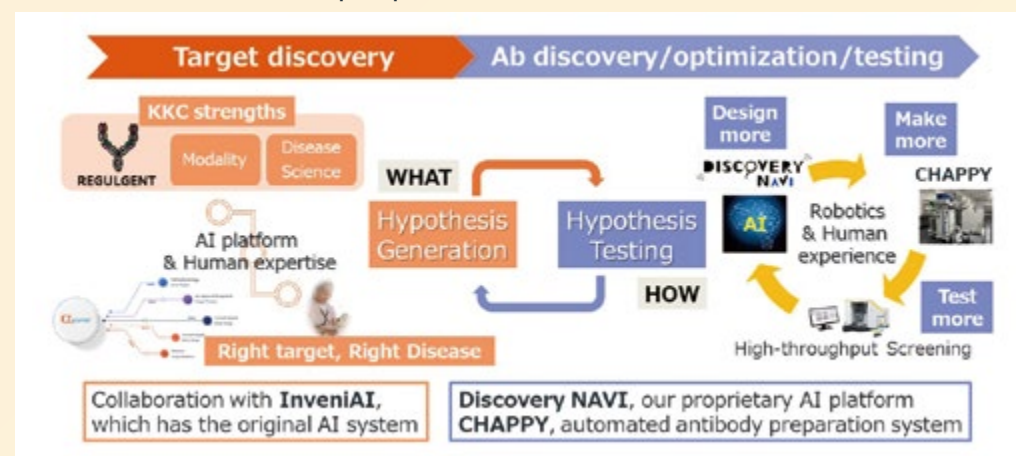 Target discovery
Ab discovery/optimization/testing
KKC strengths
REGULGENT
Modality
Disease
Science
AI platform
& Human expertise
Right target, Right Disease
WHAT
Hypothesis
Generation
Hypothesis
Testing
HOW
Design
more
DISCOVERY
NAVI
AI
Make
more
CHAPPY
Robotics
& Human
experience
Test
more
High-throughput Screening
Collaboration with InveniAI,
which has the original AI system
Discovery NAVI, our proprietary AI platform
CHAPPY, automated antibody preparation system